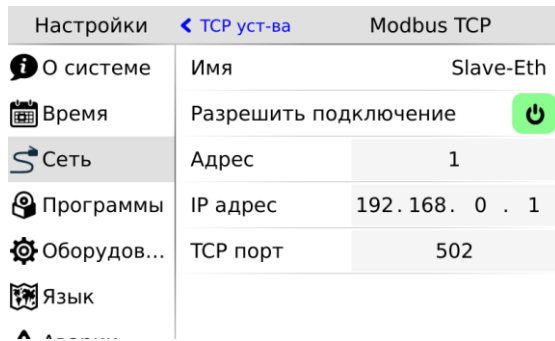 Настройки
TCP уст-ва
Modbus TCP
О системе
Имя
Slave-Eth
Время
Разрешить подключение
Сеть
Адрес
1
Программы
IP адрес
192.168. 0 . 1
Оборудов...
TCP порт
502
Язык